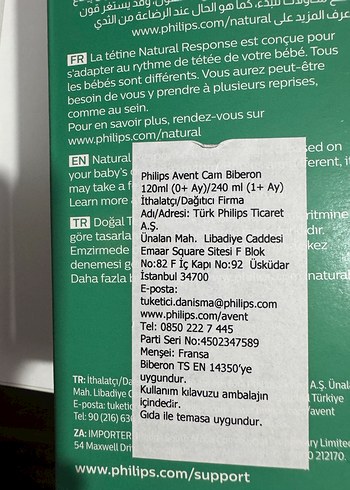 www.philips.com/natural
FR La tétine Natural Response est conçue pour
s'adapter au rythme de tétée de votre bébé. Tous
les bébés sont différents. Vous aurez peut-être
besoin de vous y prendre à plusieurs reprises,
comme au sein.
Pour en savoir plus, rendez-vous sur
www.philips.com/natural
EN Natural
your baby's
may take a f
Learn more
TR Doğal T
göre tasarla
Emzirmede
denemesi g
Daha fazla b
Philips Avent Cam Biberon
120ml (0+ Ay)/240 ml (1+ Ay)
İthalatçı/Dağıtıcı Firma
Adı/Adresi: Türk Philips Ticaret
A.Ş.
Ünalan Mah. Libadiye Caddesi
Emaar Square Sitesi F Blok
No:82 F İç Kapı No:92 Üsküdar
İstanbul 34700
E-posta:
tuketici.danisma@philips.com
www.philips.com/avent
Tel: 0850 222 7 445
Parti Seri No:4502347589
Menşei: Fransa
Biberon TS EN 14350'ye
uygundur.
Kullanım kılavuzu ambalajın
içindedir.
Gıda ile temasa uygundur.
TR: İthalatçı/Da
Mah. Libadiye C
E-posta: tuketic
Tel: 90 (216) 63
A.Ş. Ünal
Türkiye
/avent
ZA: IMPORTER
54 Maxwell Dri
ry Limited
0 212170.
www.philips.com/support